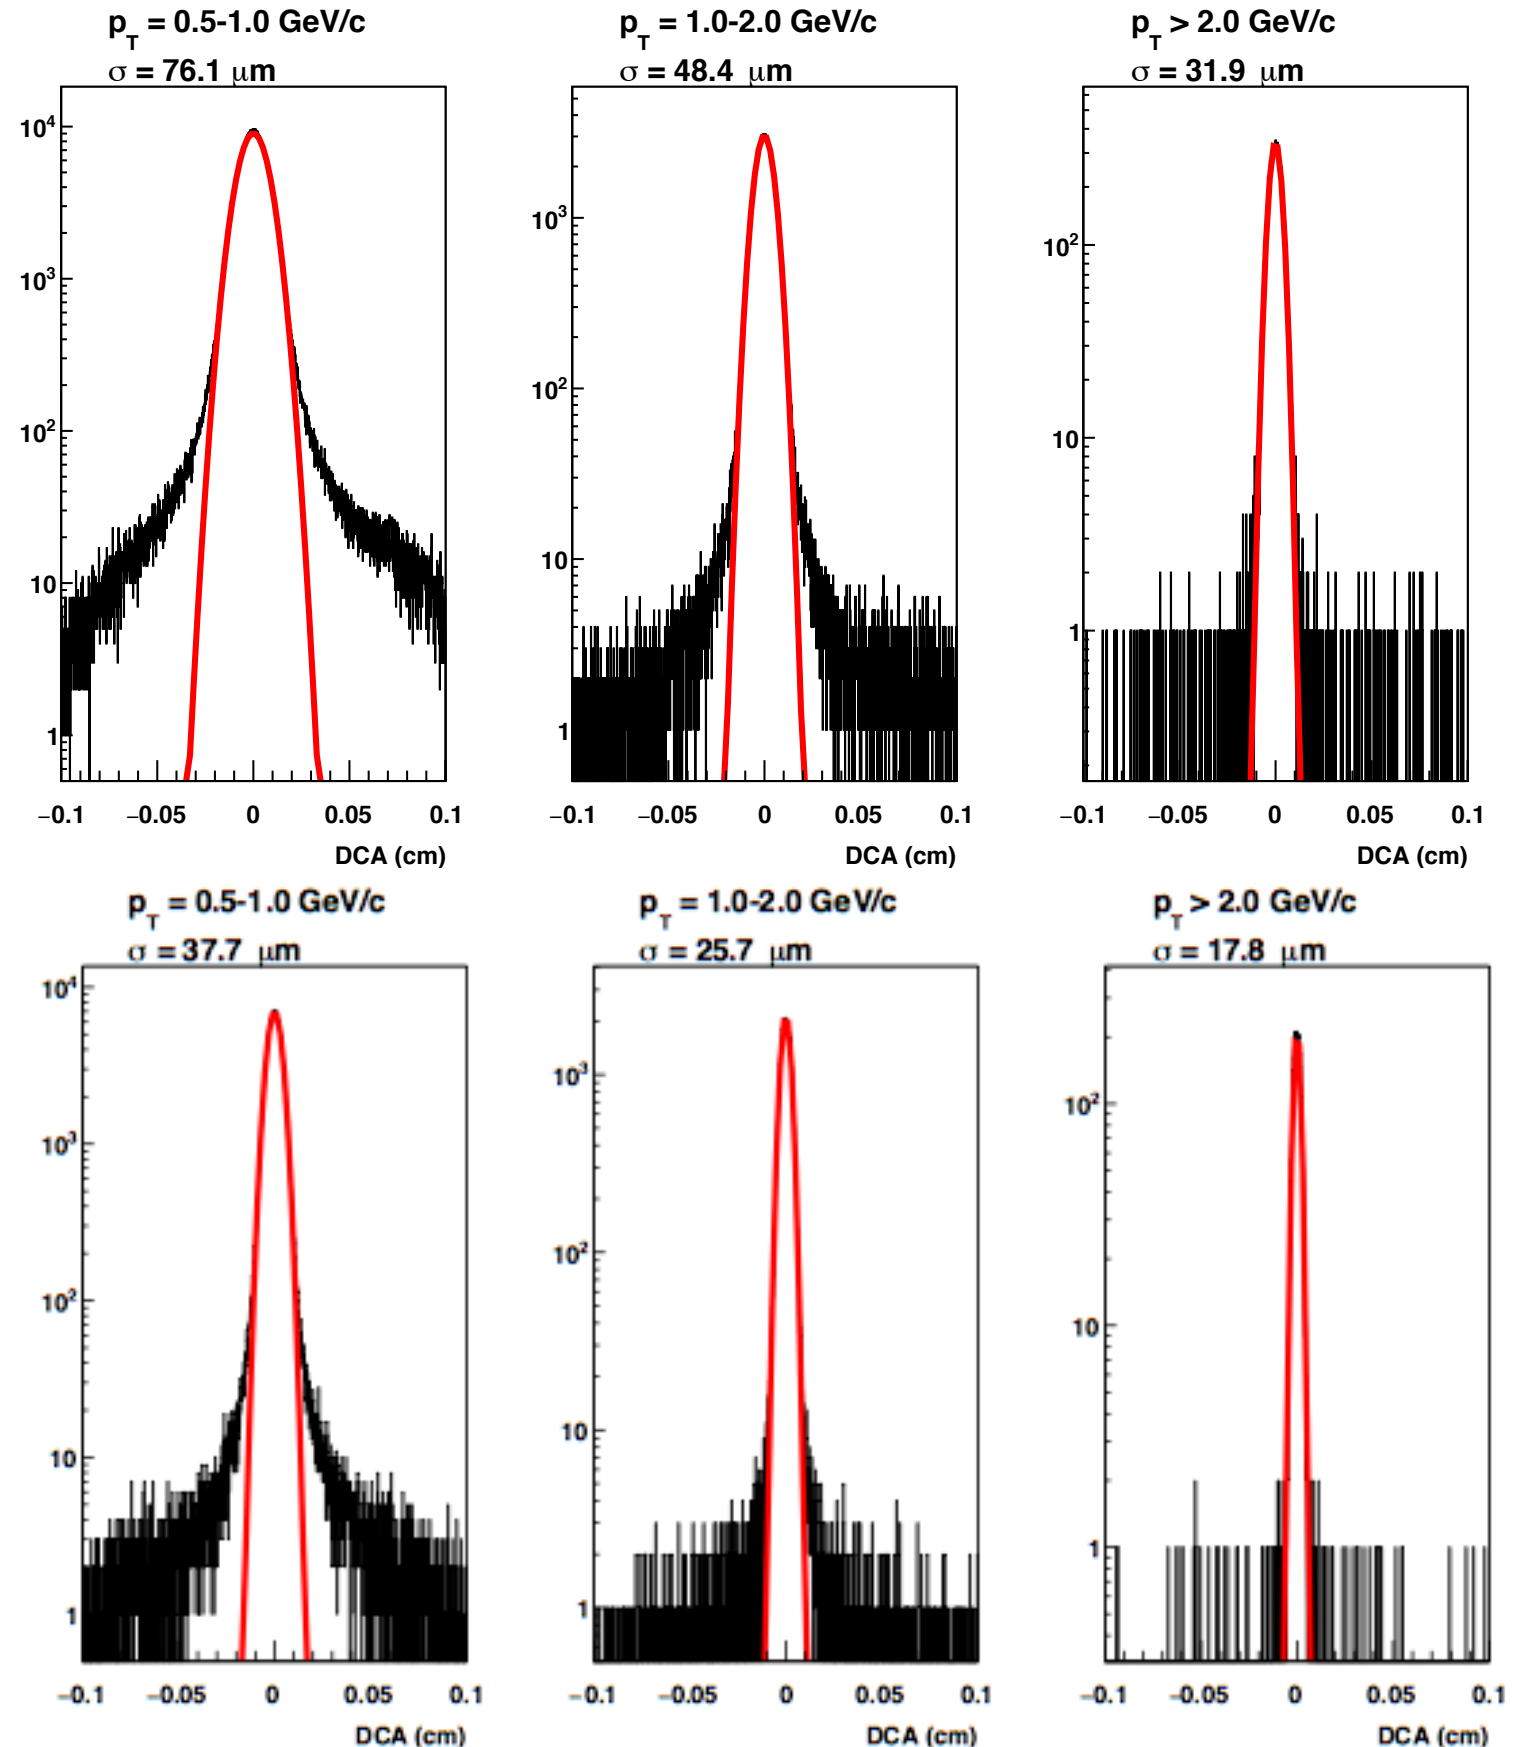 p_T = 0.5-1.0 GeV/c
σ = 76.1 μm
10^4
10^3
10^2
10
1
−0.1 −0.05 0 0.05 0.1
DCA (cm)
p_T = 1.0-2.0 GeV/c
σ = 48.4 μm
10^3
10^2
10
1
−0.1 −0.05 0 0.05 0.1
DCA (cm)
p_T > 2.0 GeV/c
σ = 31.9 μm
10^2
10
1
−0.1 −0.05 0 0.05 0.1
DCA (cm)
p_T = 0.5-1.0 GeV/c
σ = 37.7 μm
10^4
10^3
10^2
10
1
−0.1 −0.05 0 0.05 0.1
DCA (cm)
p_T = 1.0-2.0 GeV/c
σ = 25.7 μm
10^3
10^2
10
1
−0.1 −0.05 0 0.05 0.1
DCA (cm)
p_T > 2.0 GeV/c
σ = 17.8 μm
10^2
10
1
−0.1 −0.05 0 0.05 0.1
DCA (cm)